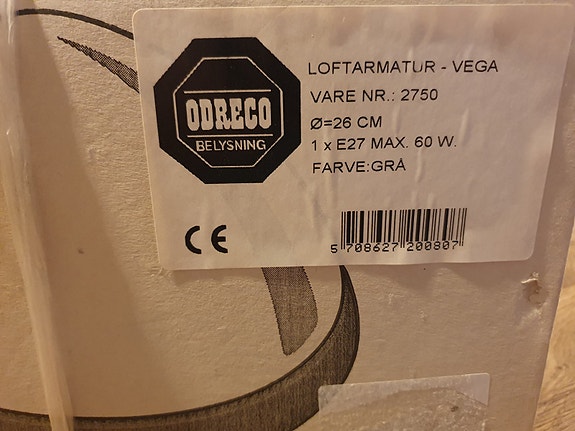 ODRECO
BELYSNING
LOFTARMATUR - VEGA
VARE NR.: 2750
Ø=26 CM
1 x E27 MAX. 60 W.
FARVE:GRÅ
CE
5 708627 200807